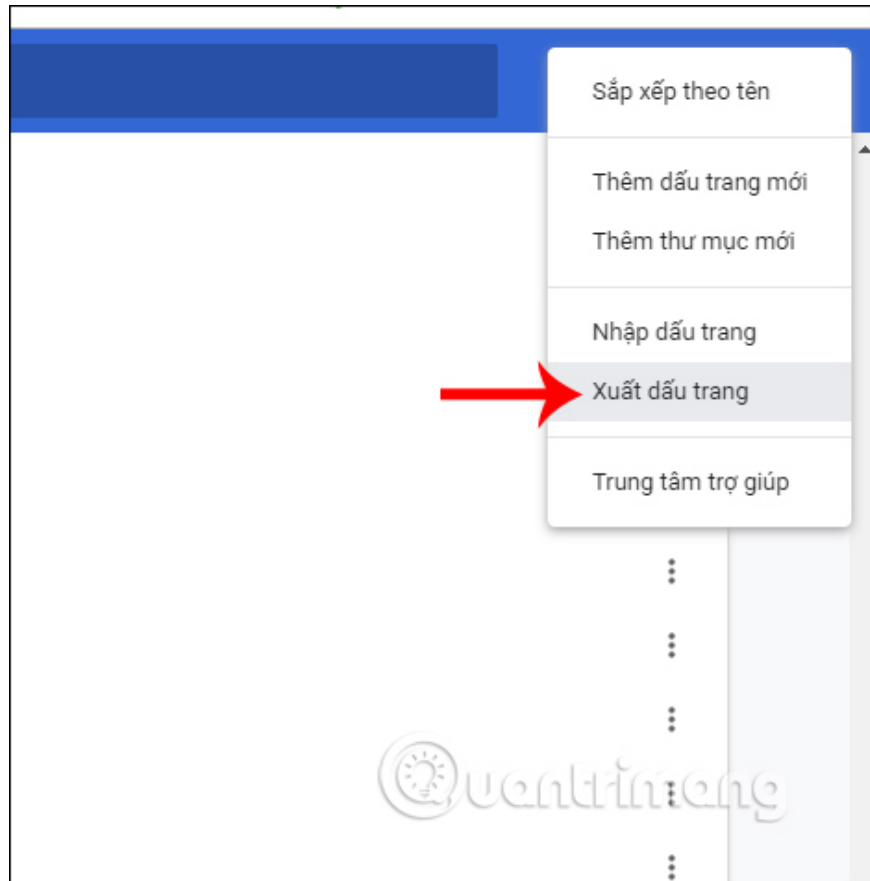 Sắp xếp theo tên
Thêm dấu trang mới
Thêm thư mục mới
Nhập dấu trang
Xuất dấu trang
Trung tâm trợ giúp
Quantrimang